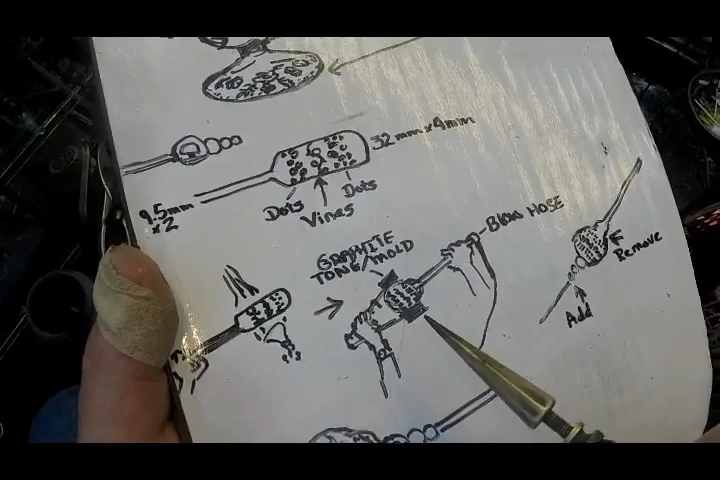 32mm x 4mm
9.5mm
x2
Dots
Vines
Dots
BLOW HOSE
GRAPHITE
TONG/MOLD
Remove
Add